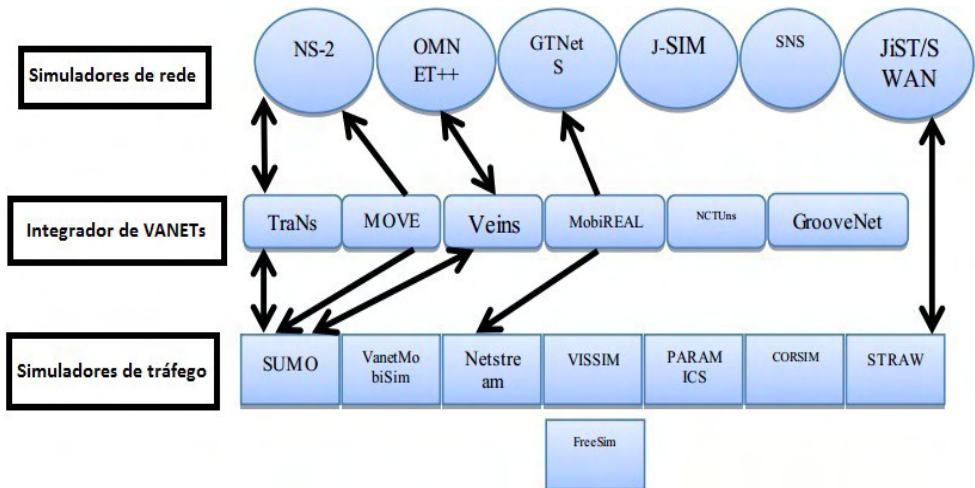 Simuladores de rede
NS-2
OMN
ET++
GTNet
S
J-SIM
SNS
JiST/S
WAN
Integrador de VANETs
TraNs
MOVE
Veins
MobiREAL
NCTUns
GrooveNet
Simuladores de tráfego
SUMO
VanetMo
biSim
Netstre
am
VISSIM
PARAM
ICS
CORSIM
STRAW
FreeSim